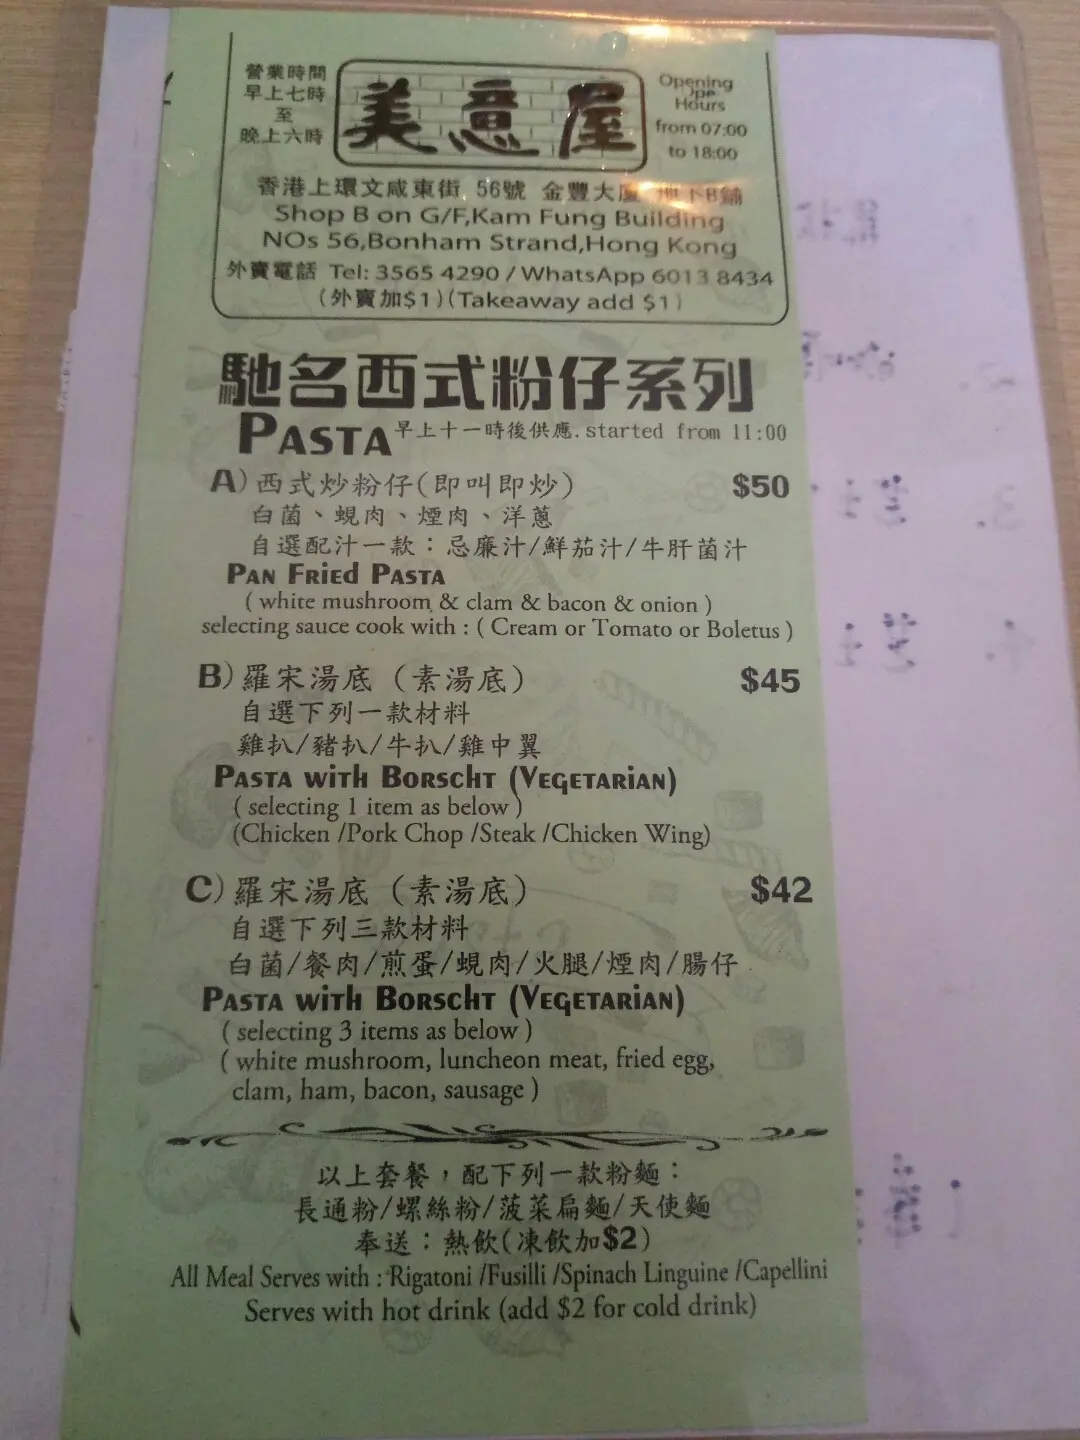 營業時間
早上七時
至
晚上六時
美意屋
Opening
Hours
from 07:00
to 18:00
香港上環文咸東街 56號 金豐大廈 地下B鋪
Shop B on G/F,Kam Fung Building
NOs 56,Bonham Strand,Hong Kong
外賣電話 Tel: 3565 4290 / WhatsApp 6013 8434
(外賣加$1)(Takeaway add $1)
馳名西式粉仔系列
PASTA 早上十一時後供應. started from 11:00
A) 西式炒粉仔(即叫即炒) $50
白菌、蜆肉、煙肉、洋蔥
自選配汁一款：忌廉汁/鮮茄汁/牛肝菌汁
PAN FRIED PASTA
( white mushroom & clam & bacon & onion )
selecting sauce cook with : ( Cream or Tomato or Boletus )
B) 羅宋湯底 (素湯底) $45
自選下列一款材料
雞扒/豬扒/牛扒/雞中翼
PASTA WITH BORSCHT (VEGETARIAN)
( selecting 1 item as below )
(Chicken /Pork Chop /Steak /Chicken Wing)
C) 羅宋湯底 (素湯底) $42
自選下列三款材料
白菌/餐肉/煎蛋/蜆肉/火腿/煙肉/腸仔
PASTA WITH BORSCHT (VEGETARIAN)
( selecting 3 items as below )
( white mushroom, luncheon meat, fried egg,
clam, ham, bacon, sausage )
以上套餐，配下列一款粉麵：
長通粉/螺絲粉/菠菜扁麵/天使麵
奉送：熱飲(凍飲加$2)
All Meal Serves with : Rigatoni /Fusilli /Spinach Linguine /Capellini
Serves with hot drink (add $2 for cold drink)